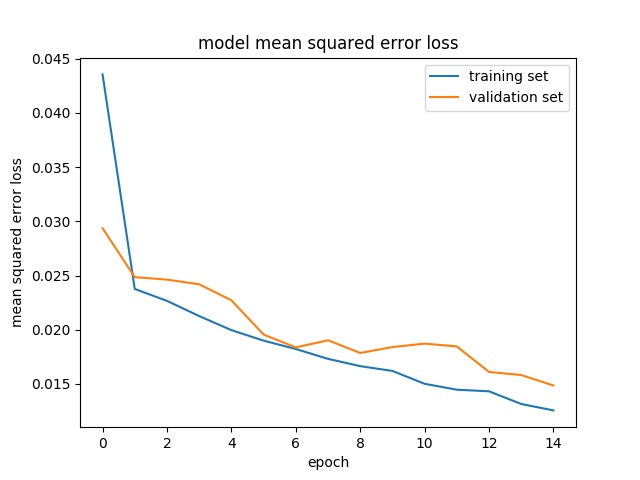 model mean squared error loss
training set
validation set
mean squared error loss
0.045
0.040
0.035
0.030
0.025
0.020
0.015
0 2 4 6 8 10 12 14
epoch